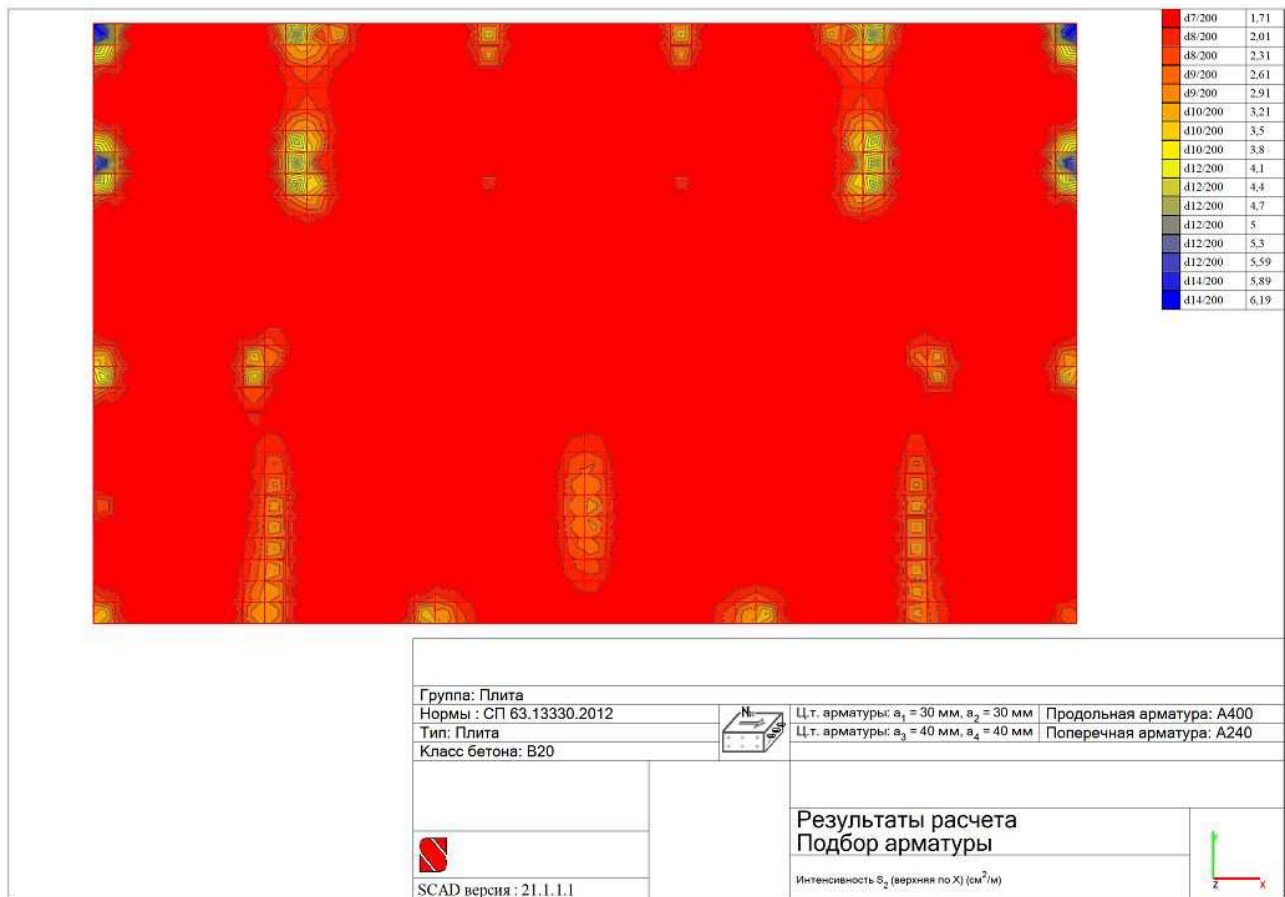 d7/200 1,71
d8/200 2,01
d8/200 2,31
d9/200 2,61
d9/200 2,91
d10/200 3,21
d10/200 3,5
d10/200 3,8
d12/200 4,1
d12/200 4,4
d12/200 4,7
d12/200 5
d12/200 5,3
d12/200 5,59
d14/200 5,89
d14/200 6,19
Группа: Плита
Нормы : СП 63.13330.2012
Ц.т. арматуры: a₁ = 30 мм, a₂ = 30 мм
Продольная арматура: А400
Тип: Плита
Ц.т. арматуры: a₃ = 40 мм, a₄ = 40 мм
Поперечная арматура: А240
Класс бетона: В20
Результаты расчета
Подбор арматуры
Интенсивность S₂ (верхняя по X) (см²/м)
SCAD версия : 21.1.1.1
Y
Z X